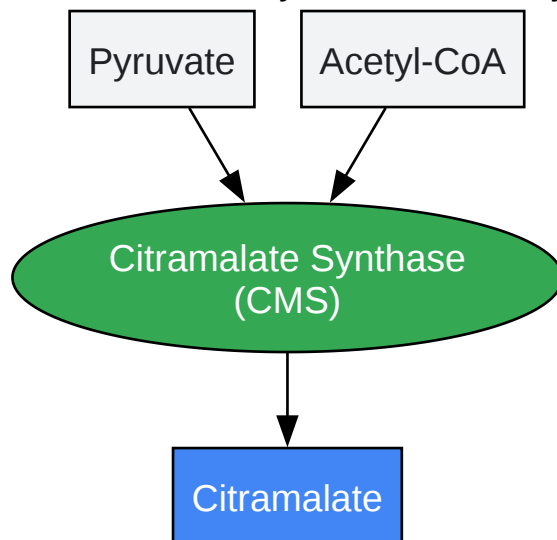 Pyruvate
Acetyl-CoA
Citramalate Synthase
(CMS)
Citramalate